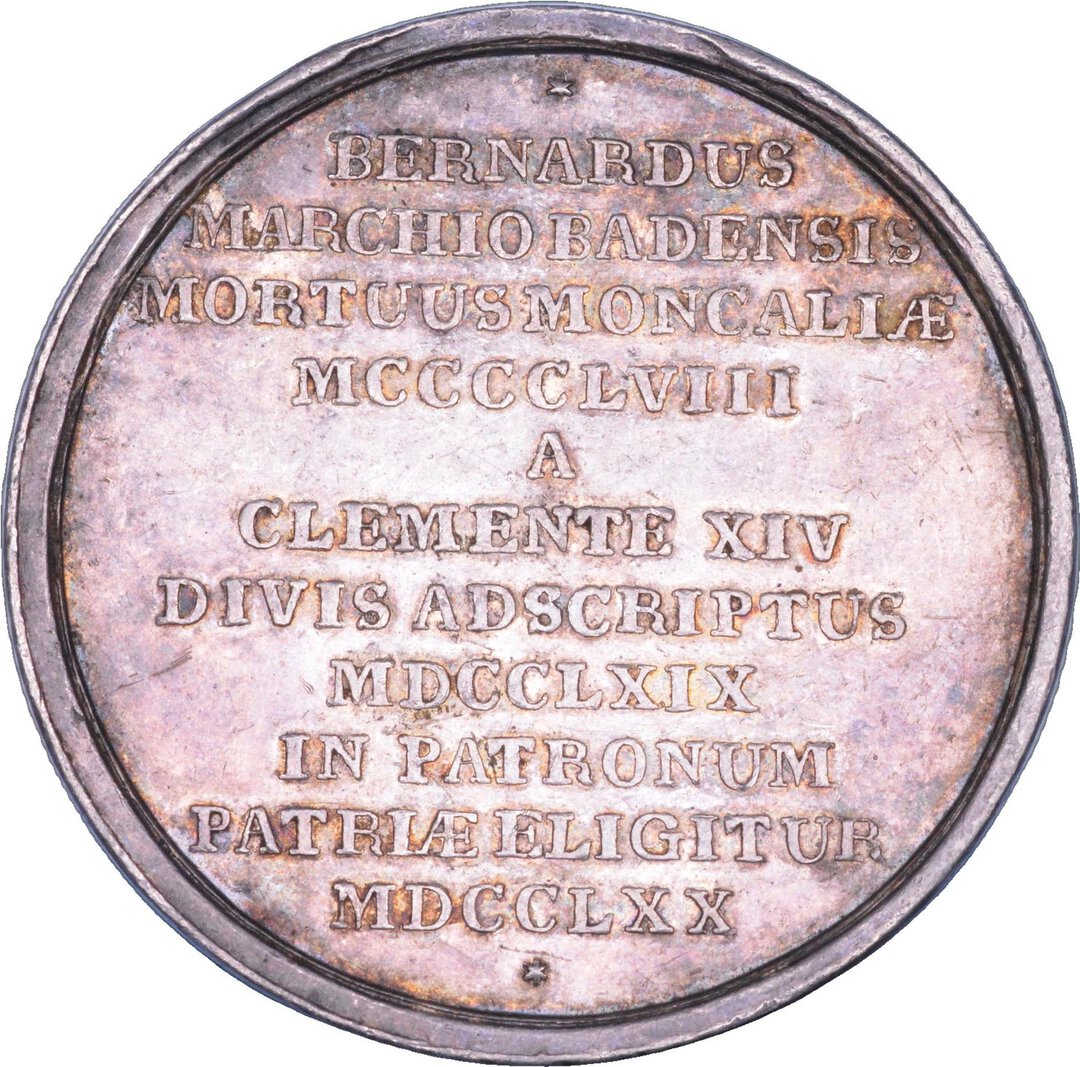 BERNARDUS
MARCHIO BADENSIS
MORTUUS MONCALIÆ
MCCCCLVIII
A
CLEMENTE XIV
DIVIS ADSCRIPTUS
MDCCLXIX
IN PATRONUM
PATRIÆ ELIGITUR
MDCCLXX